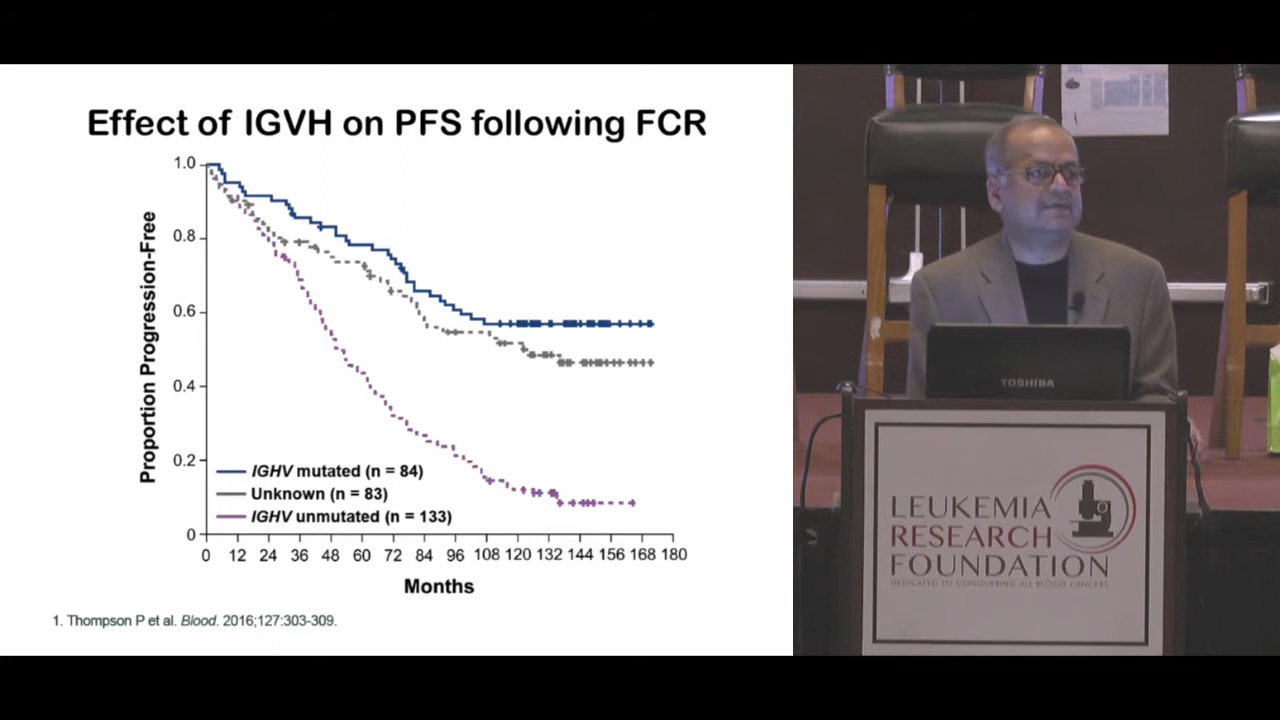 Effect of IGVH on PFS following FCR
Proportion Progression-Free
1.0
0.8
0.6
0.4
0.2
0
IGHV mutated (n = 84)
Unknown (n = 83)
IGHV unmutated (n = 133)
0 12 24 36 48 60 72 84 96 108 120 132 144 156 168 180
Months
1. Thompson P et al. Blood. 2016;127:303-309.
TOSHIBA
LEUKEMIA
RESEARCH
FOUNDATION
DEDICATED TO CONQUERING ALL BLOOD CANCERS